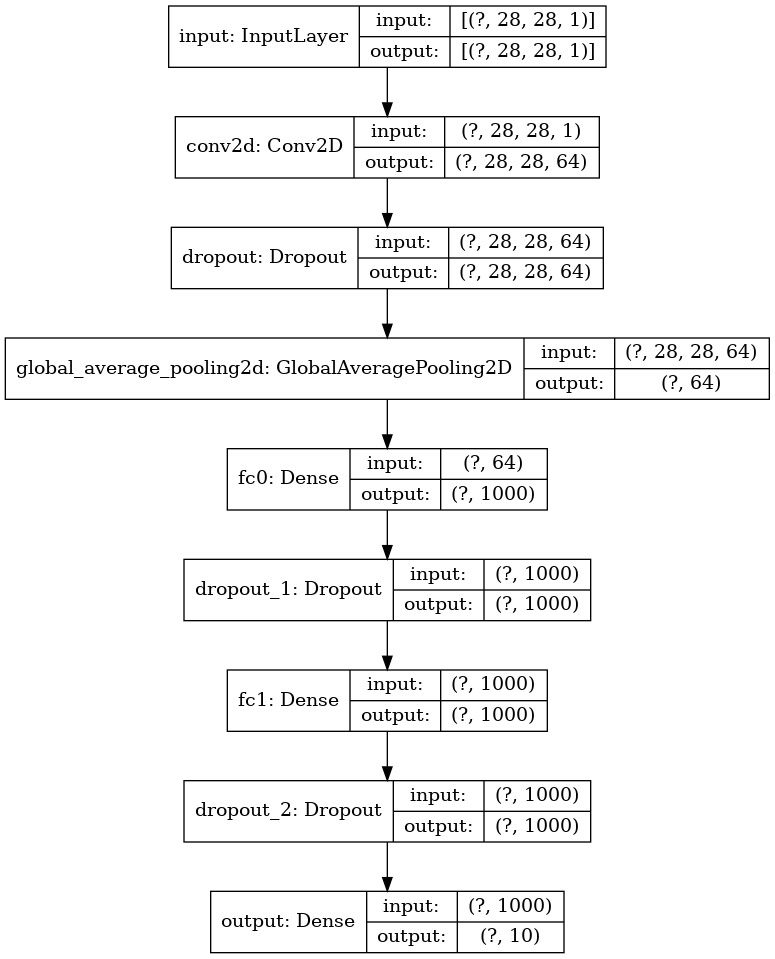 input: InputLayer
input: [(?, 28, 28, 1)]
output: [(?, 28, 28, 1)]
conv2d: Conv2D
input: (?, 28, 28, 1)
output: (?, 28, 28, 64)
dropout: Dropout
input: (?, 28, 28, 64)
output: (?, 28, 28, 64)
global_average_pooling2d: GlobalAveragePooling2D
input: (?, 28, 28, 64)
output: (?, 64)
fc0: Dense
input: (?, 64)
output: (?, 1000)
dropout_1: Dropout
input: (?, 1000)
output: (?, 1000)
fc1: Dense
input: (?, 1000)
output: (?, 1000)
dropout_2: Dropout
input: (?, 1000)
output: (?, 1000)
output: Dense
input: (?, 1000)
output: (?, 10)